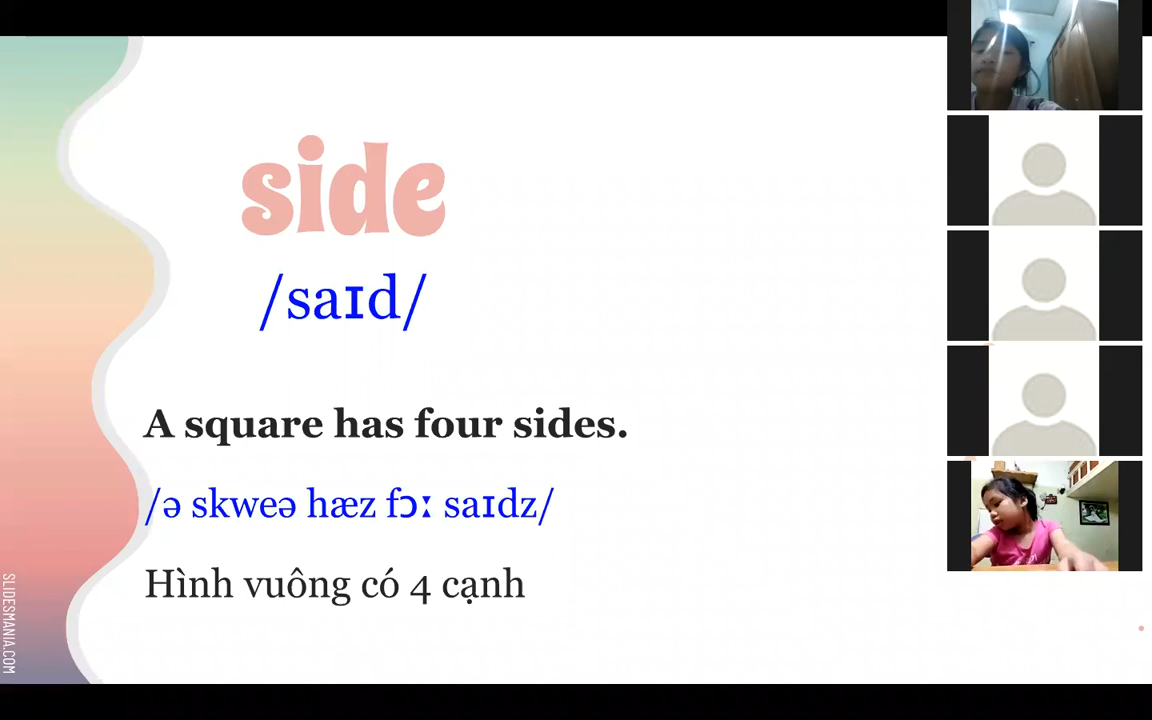 side
/saɪd/
A square has four sides.
/ə skweə hæz fɔː saɪdz/
Hình vuông có 4 cạnh
SLIDESMANIA.COM